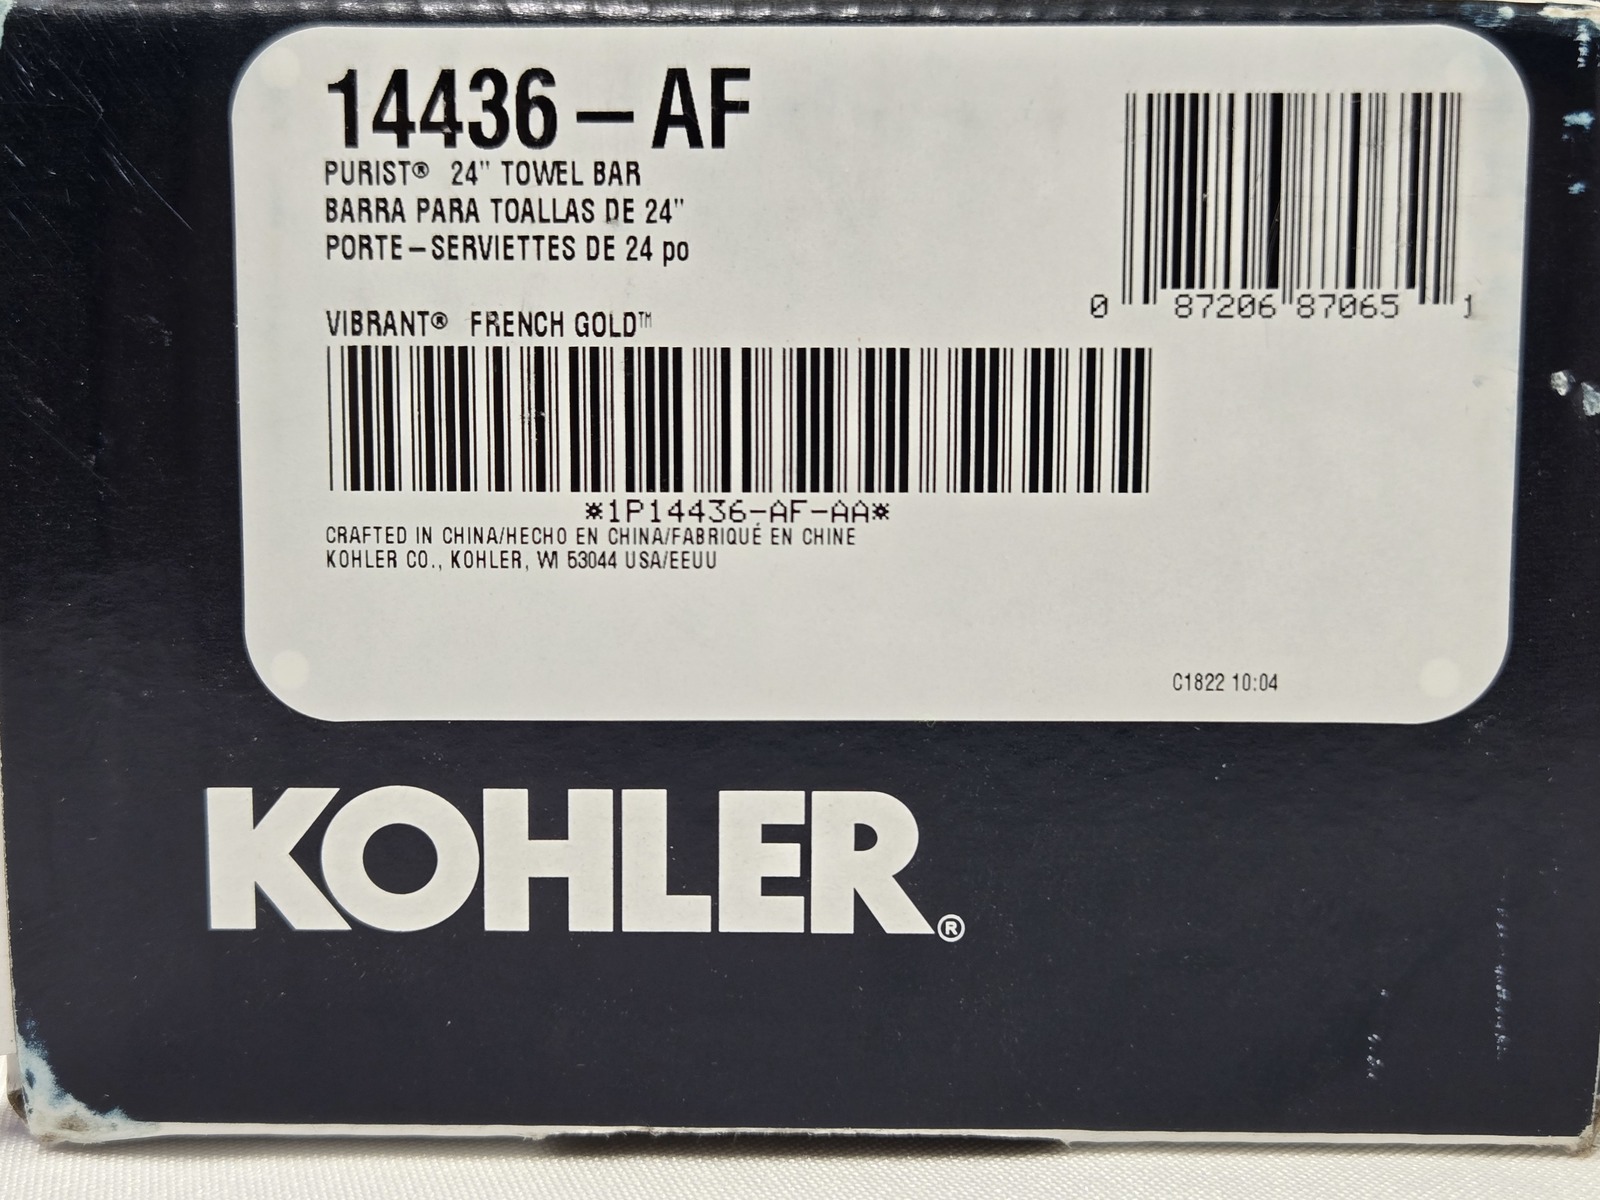 14436-AF
PURIST® 24" TOWEL BAR
BARRA PARA TOALLAS DE 24"
PORTE-SERVIETTES DE 24 po
VIBRANT® FRENCH GOLD™
0 87206 87065 1
*1P14436-AF-AA*
CRAFTED IN CHINA/HECHO EN CHINA/FABRIQUÉ EN CHINE
KOHLER CO., KOHLER, WI 53044 USA/EEUU
C1822 10:04
KOHLER®